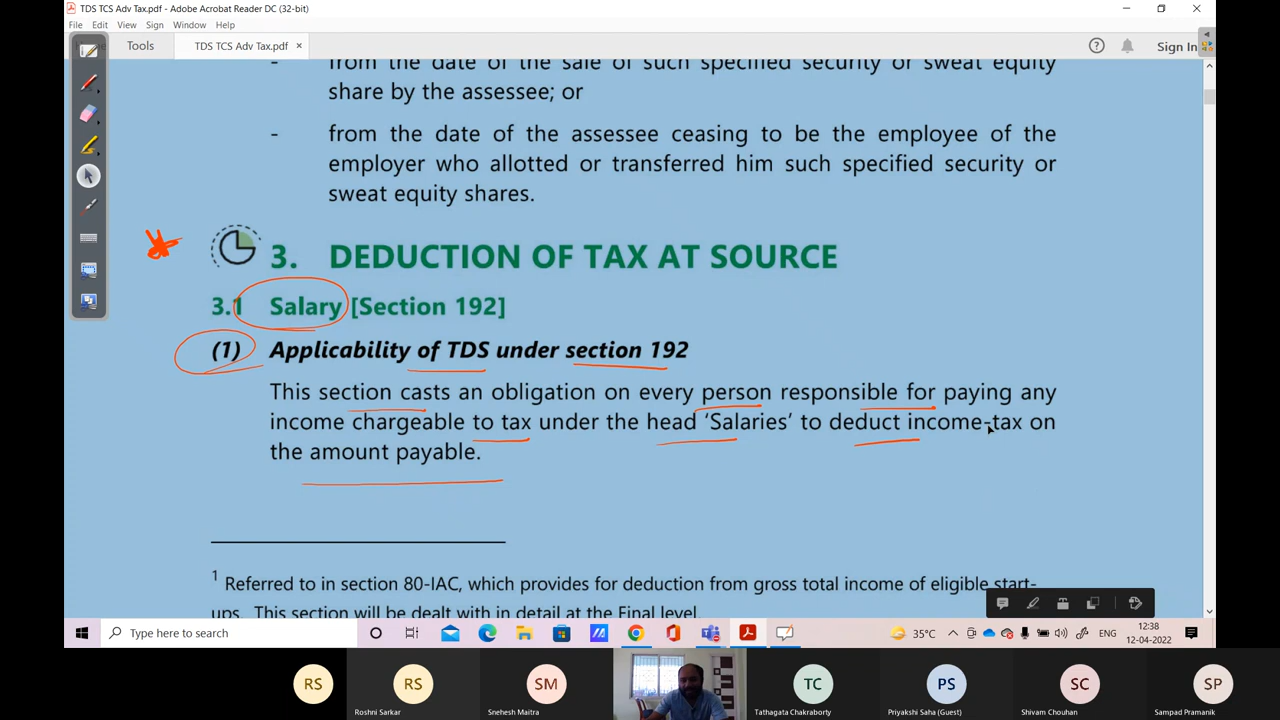 TDS TCS Adv Tax.pdf - Adobe Acrobat Reader DC (32-bit)
File Edit View Sign Window Help
Tools TDS TCS Adv Tax.pdf × Sign In
- from the date of the sale of such specified security or sweat equity
share by the assessee; or
- from the date of the assessee ceasing to be the employee of the
employer who allotted or transferred him such specified security or
sweat equity shares.
3. DEDUCTION OF TAX AT SOURCE
3.1 Salary [Section 192]
(1) Applicability of TDS under section 192
This section casts an obligation on every person responsible for paying any
income chargeable to tax under the head ‘Salaries’ to deduct income-tax on
the amount payable.
1 Referred to in section 80-IAC, which provides for deduction from gross total income of eligible start-
ups. This section will be dealt with in detail at the Final level.
Type here to search 35°C ENG 12:38
12-04-2022
RS RS SM TC PS SC SP
Roshni Sarkar Snehesh Maitra Tathagata Chakraborty Priyakshi Saha (Guest) Shivam Chouhan Sampad Pramanik